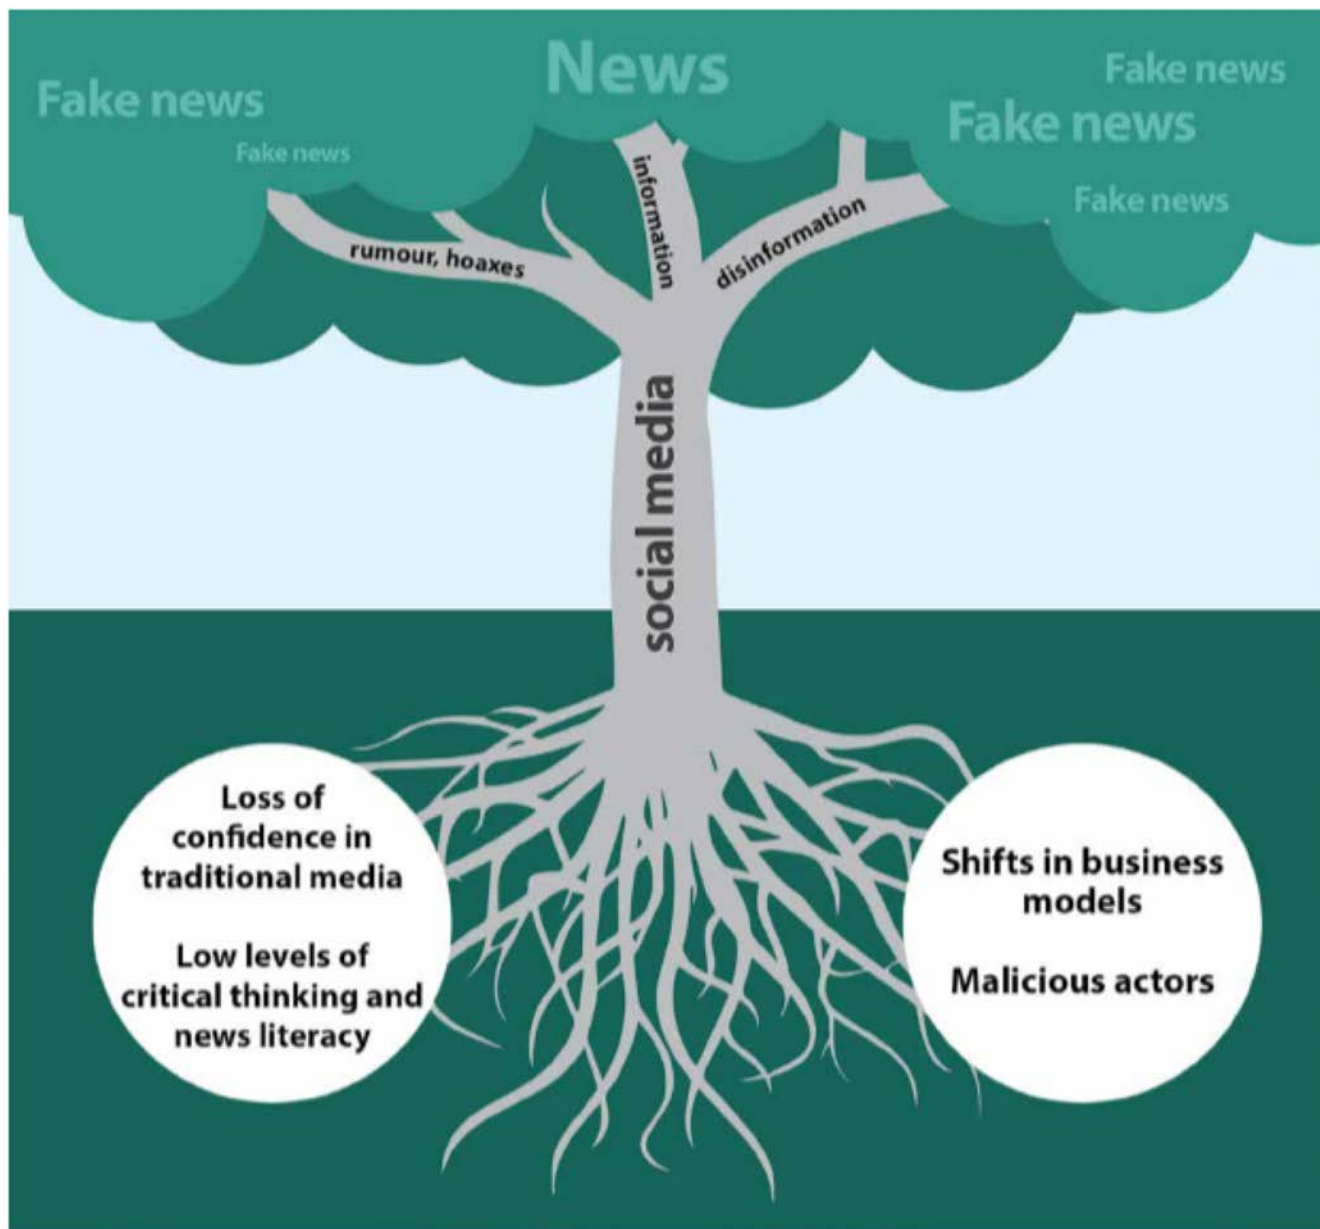 News
Fake news
Fake news
Fake news
Fake news
Fake news
information
rumour, hoaxes
disinformation
social media
Loss of
confidence in
traditional media
Low levels of
critical thinking and
news literacy
Shifts in business
models
Malicious actors